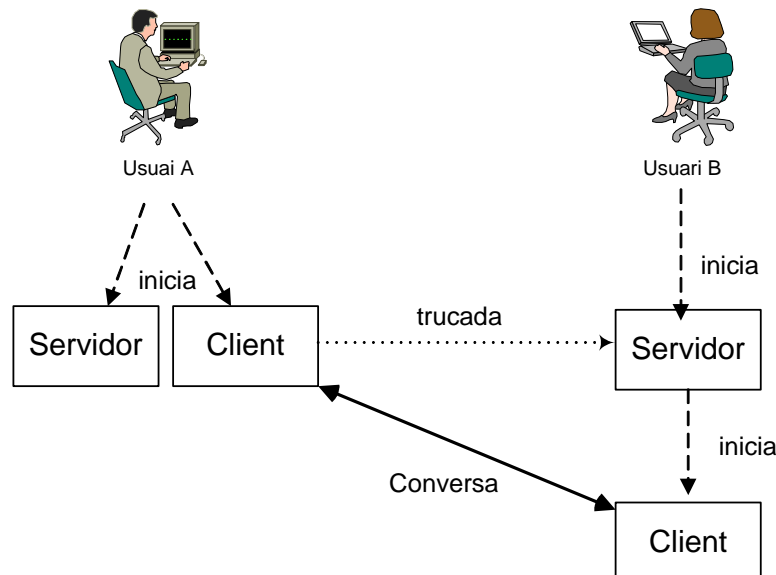 Usuai A
Usuari B
inicia
inicia
Servidor
Client
trucada
Servidor
inicia
Conversa
Client